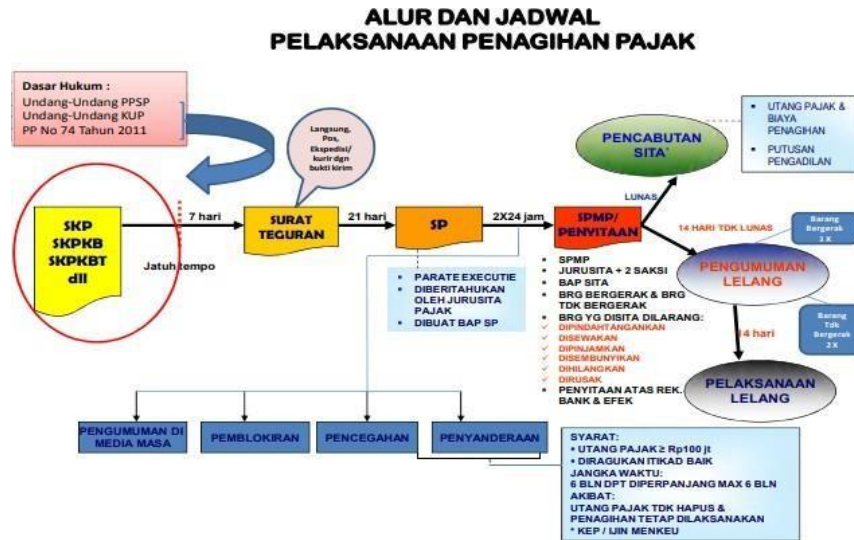 ALUR DAN JADWAL
PELAKSANAAN PENAGIHAN PAJAK
Dasar Hukum :
Undang-Undang PPSP
Undang-Undang KUP
PP No 74 Tahun 2011
Langsung,
Pos,
Ekspedisi/
kurir dgn
bukti kirim
SKP
SKPKB
SKPKBT
dll
7 hari
Jatuh tempo
SURAT
TEGURAN
21 hari
SP
2X24 jam
SPMP/
PENYITAAN
LUNAS
PENCABUTAN
SITA`
UTANG PAJAK &
BIAYA
PENAGIHAN
PUTUSAN
PENGADILAN
14 HARI TDK LUNAS
Barang
Bergerak
1 X
PENGUMUMAN
LELANG
Barang
Tdk
Bergerak
2 X
14 hari
PELAKSANAAN
LELANG
PARATE EXECUTIE
DIBERITAHUKAN
OLEH JURUSITA
PAJAK
DIBUAT BAP SP
SPMP
JURUSITA + 2 SAKSI
BAP SITA
BRG BERGERAK & BRG
TDK BERGERAK
BRG YG DISITA DILARANG:
DIPINDAHTANGANKAN
DISEWAKAN
DIPINJAMKAN
DISEMBUNYIKAN
DIHILANGKAN
DIRUSAK
PENYITAAN ATAS REK.
BANK & EFEK
PENGUMUMAN DI
MEDIA MASA
PEMBLOKIRAN
PENCEGAHAN
PENYANDERAAN
SYARAT:
• UTANG PAJAK ≥ Rp100 jt
• DIRAGUKAN ITIKAD BAIK
JANGKA WAKTU:
6 BLN DPT DIPERPANJANG MAX 6 BLN
AKIBAT:
UTANG PAJAK TDK HAPUS &
PENAGIHAN TETAP DILAKSANAKAN
* KEP / IJIN MENKEU